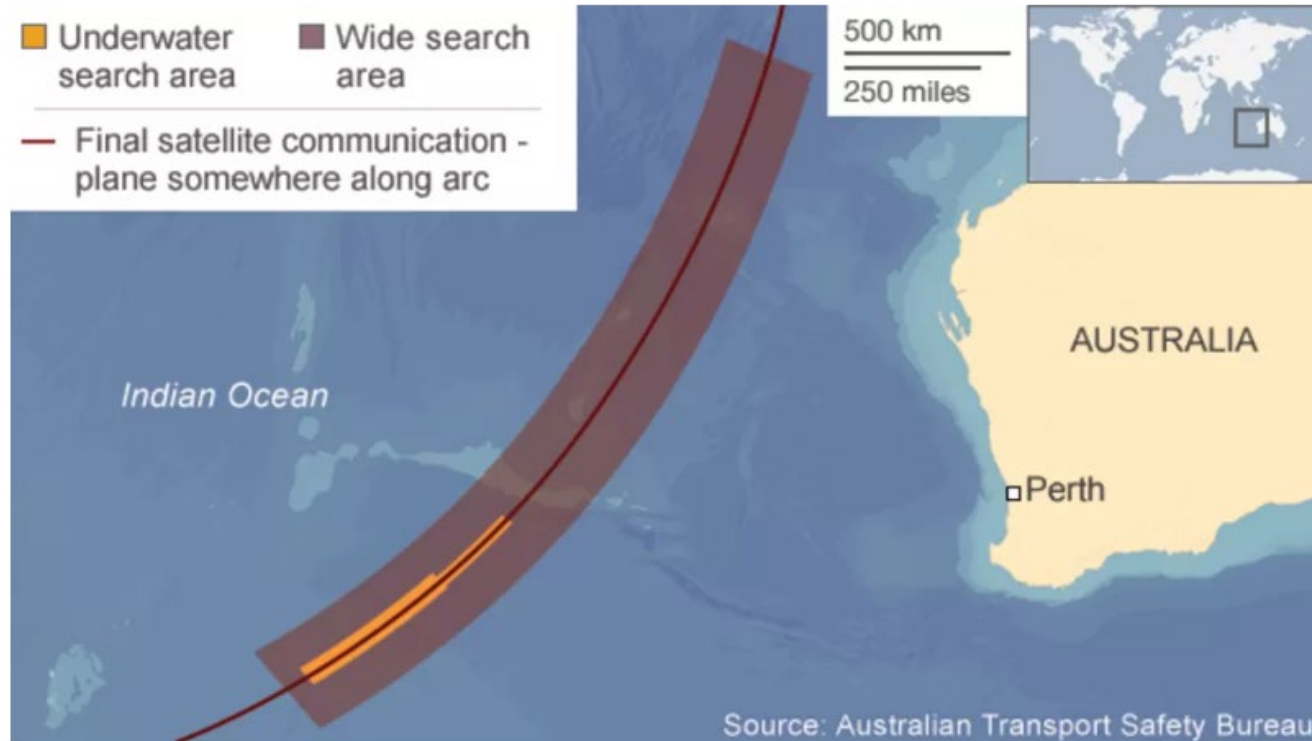 Underwater
search area
Wide search
area
Final satellite communication -
plane somewhere along arc
500 km
250 miles
AUSTRALIA
Indian Ocean
Perth
Source: Australian Transport Safety Bureau